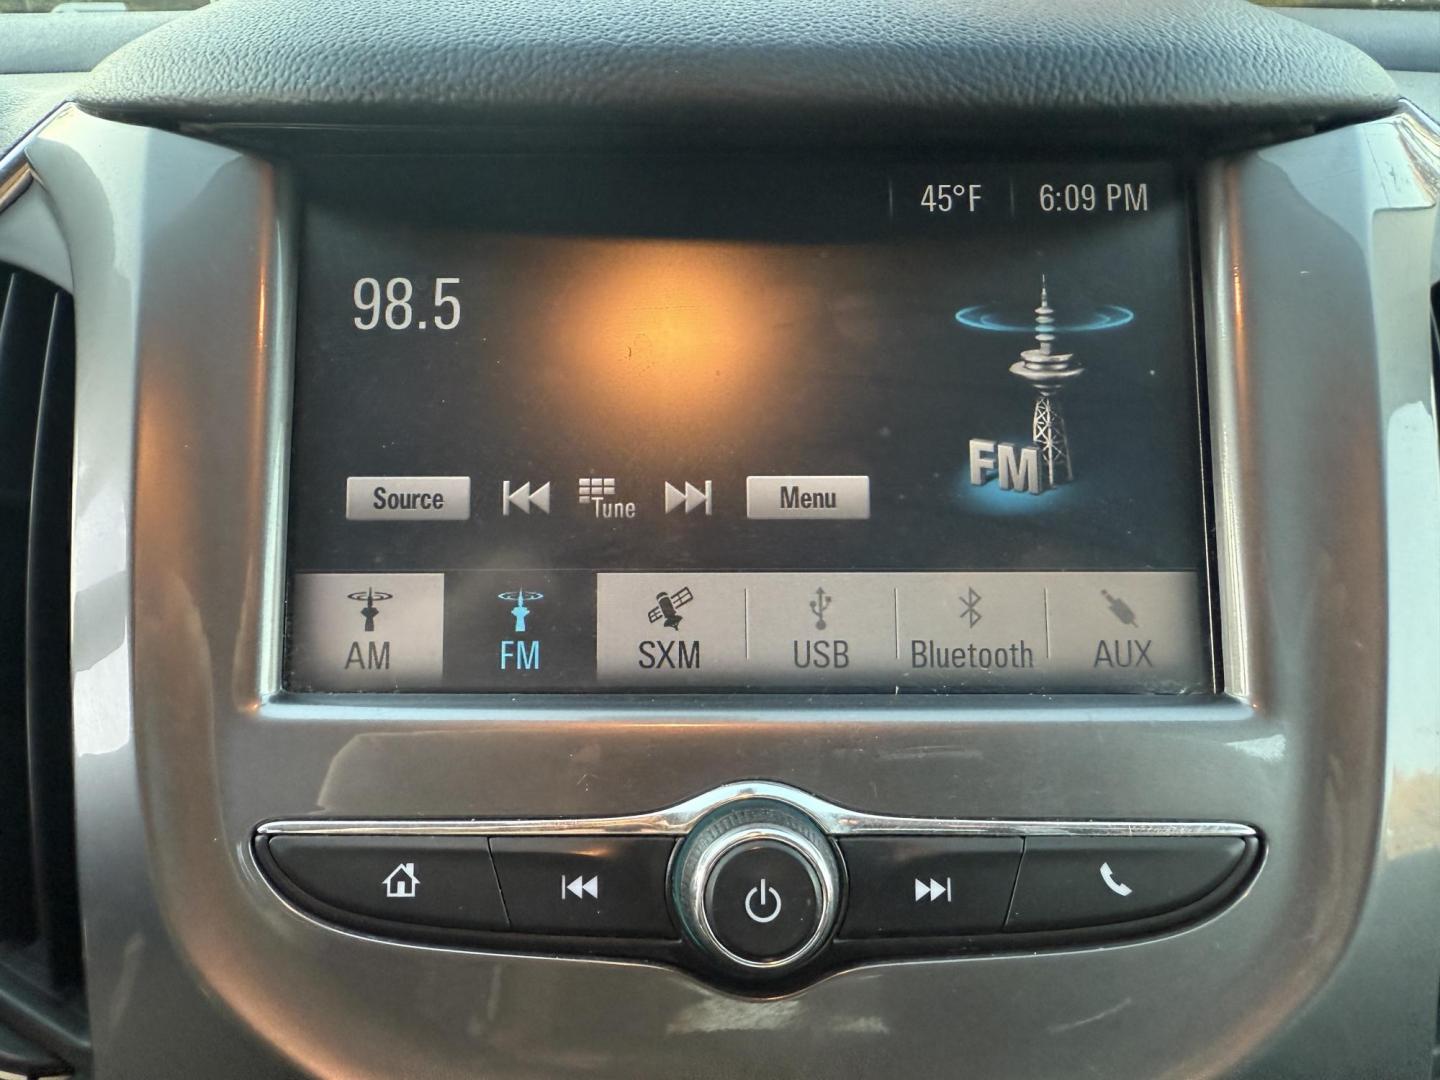 45°F 6:09 PM
98.5
FM
Source Tune Menu
AM FM SXM USB Bluetooth AUX